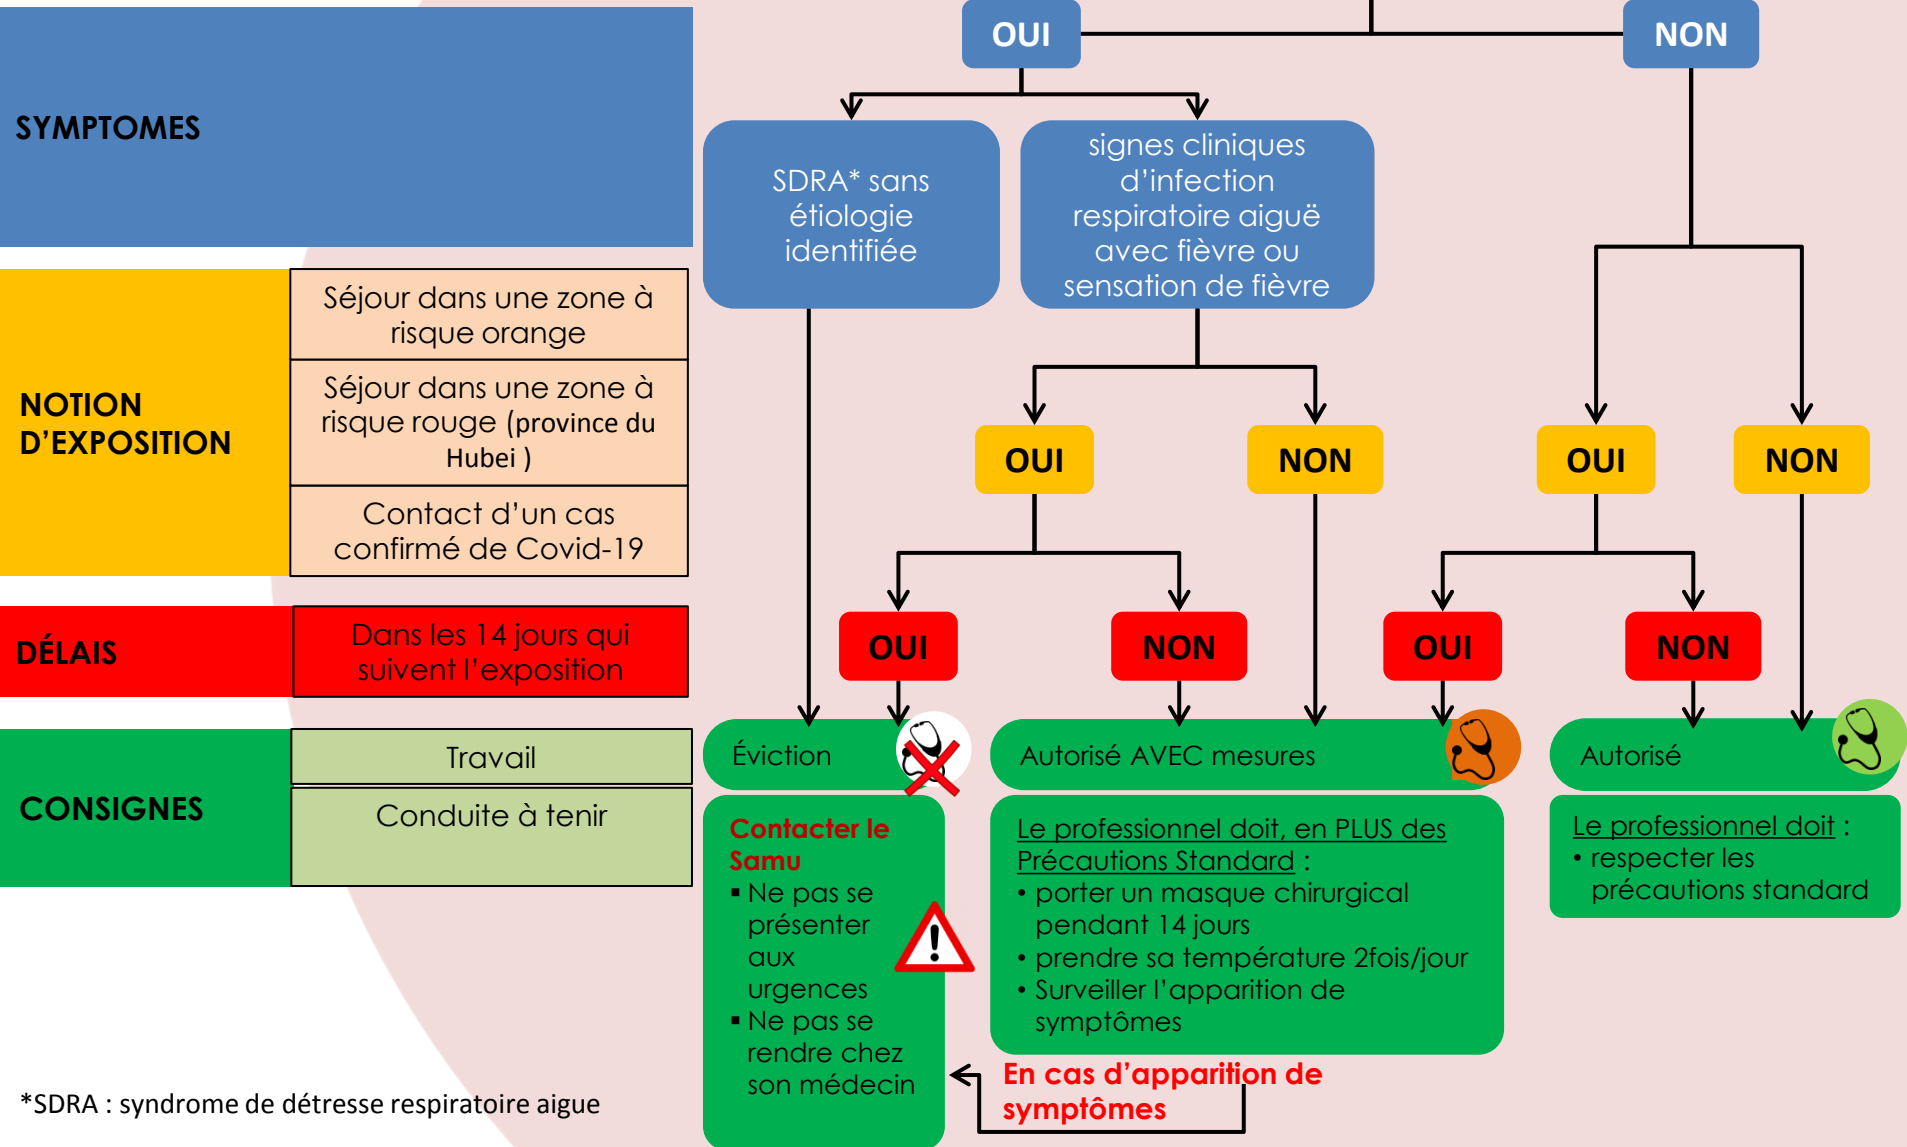 OUI
NON
SYMPTOMES
SDRA* sans
étiologie
identifiée
signes cliniques
d’infection
respiratoire aiguë
avec fièvre ou
sensation de fièvre
NOTION
D’EXPOSITION
Séjour dans une zone à
risque orange
Séjour dans une zone à
risque rouge (province du
Hubei )
Contact d’un cas
confirmé de Covid-19
OUI
NON
OUI
NON
DÉLAIS
Dans les 14 jours qui
suivent l’exposition
OUI
NON
OUI
NON
CONSIGNES
Travail
Conduite à tenir
Éviction
Autorisé AVEC mesures
Autorisé
Contacter le
Samu
▪ Ne pas se
présenter
aux
urgences
▪ Ne pas se
rendre chez
son médecin
Le professionnel doit, en PLUS des
Précautions Standard :
• porter un masque chirurgical
pendant 14 jours
• prendre sa température 2fois/jour
• Surveiller l’apparition de
symptômes
Le professionnel doit :
• respecter les
précautions standard
En cas d’apparition de
symptômes
*SDRA : syndrome de détresse respiratoire aigue